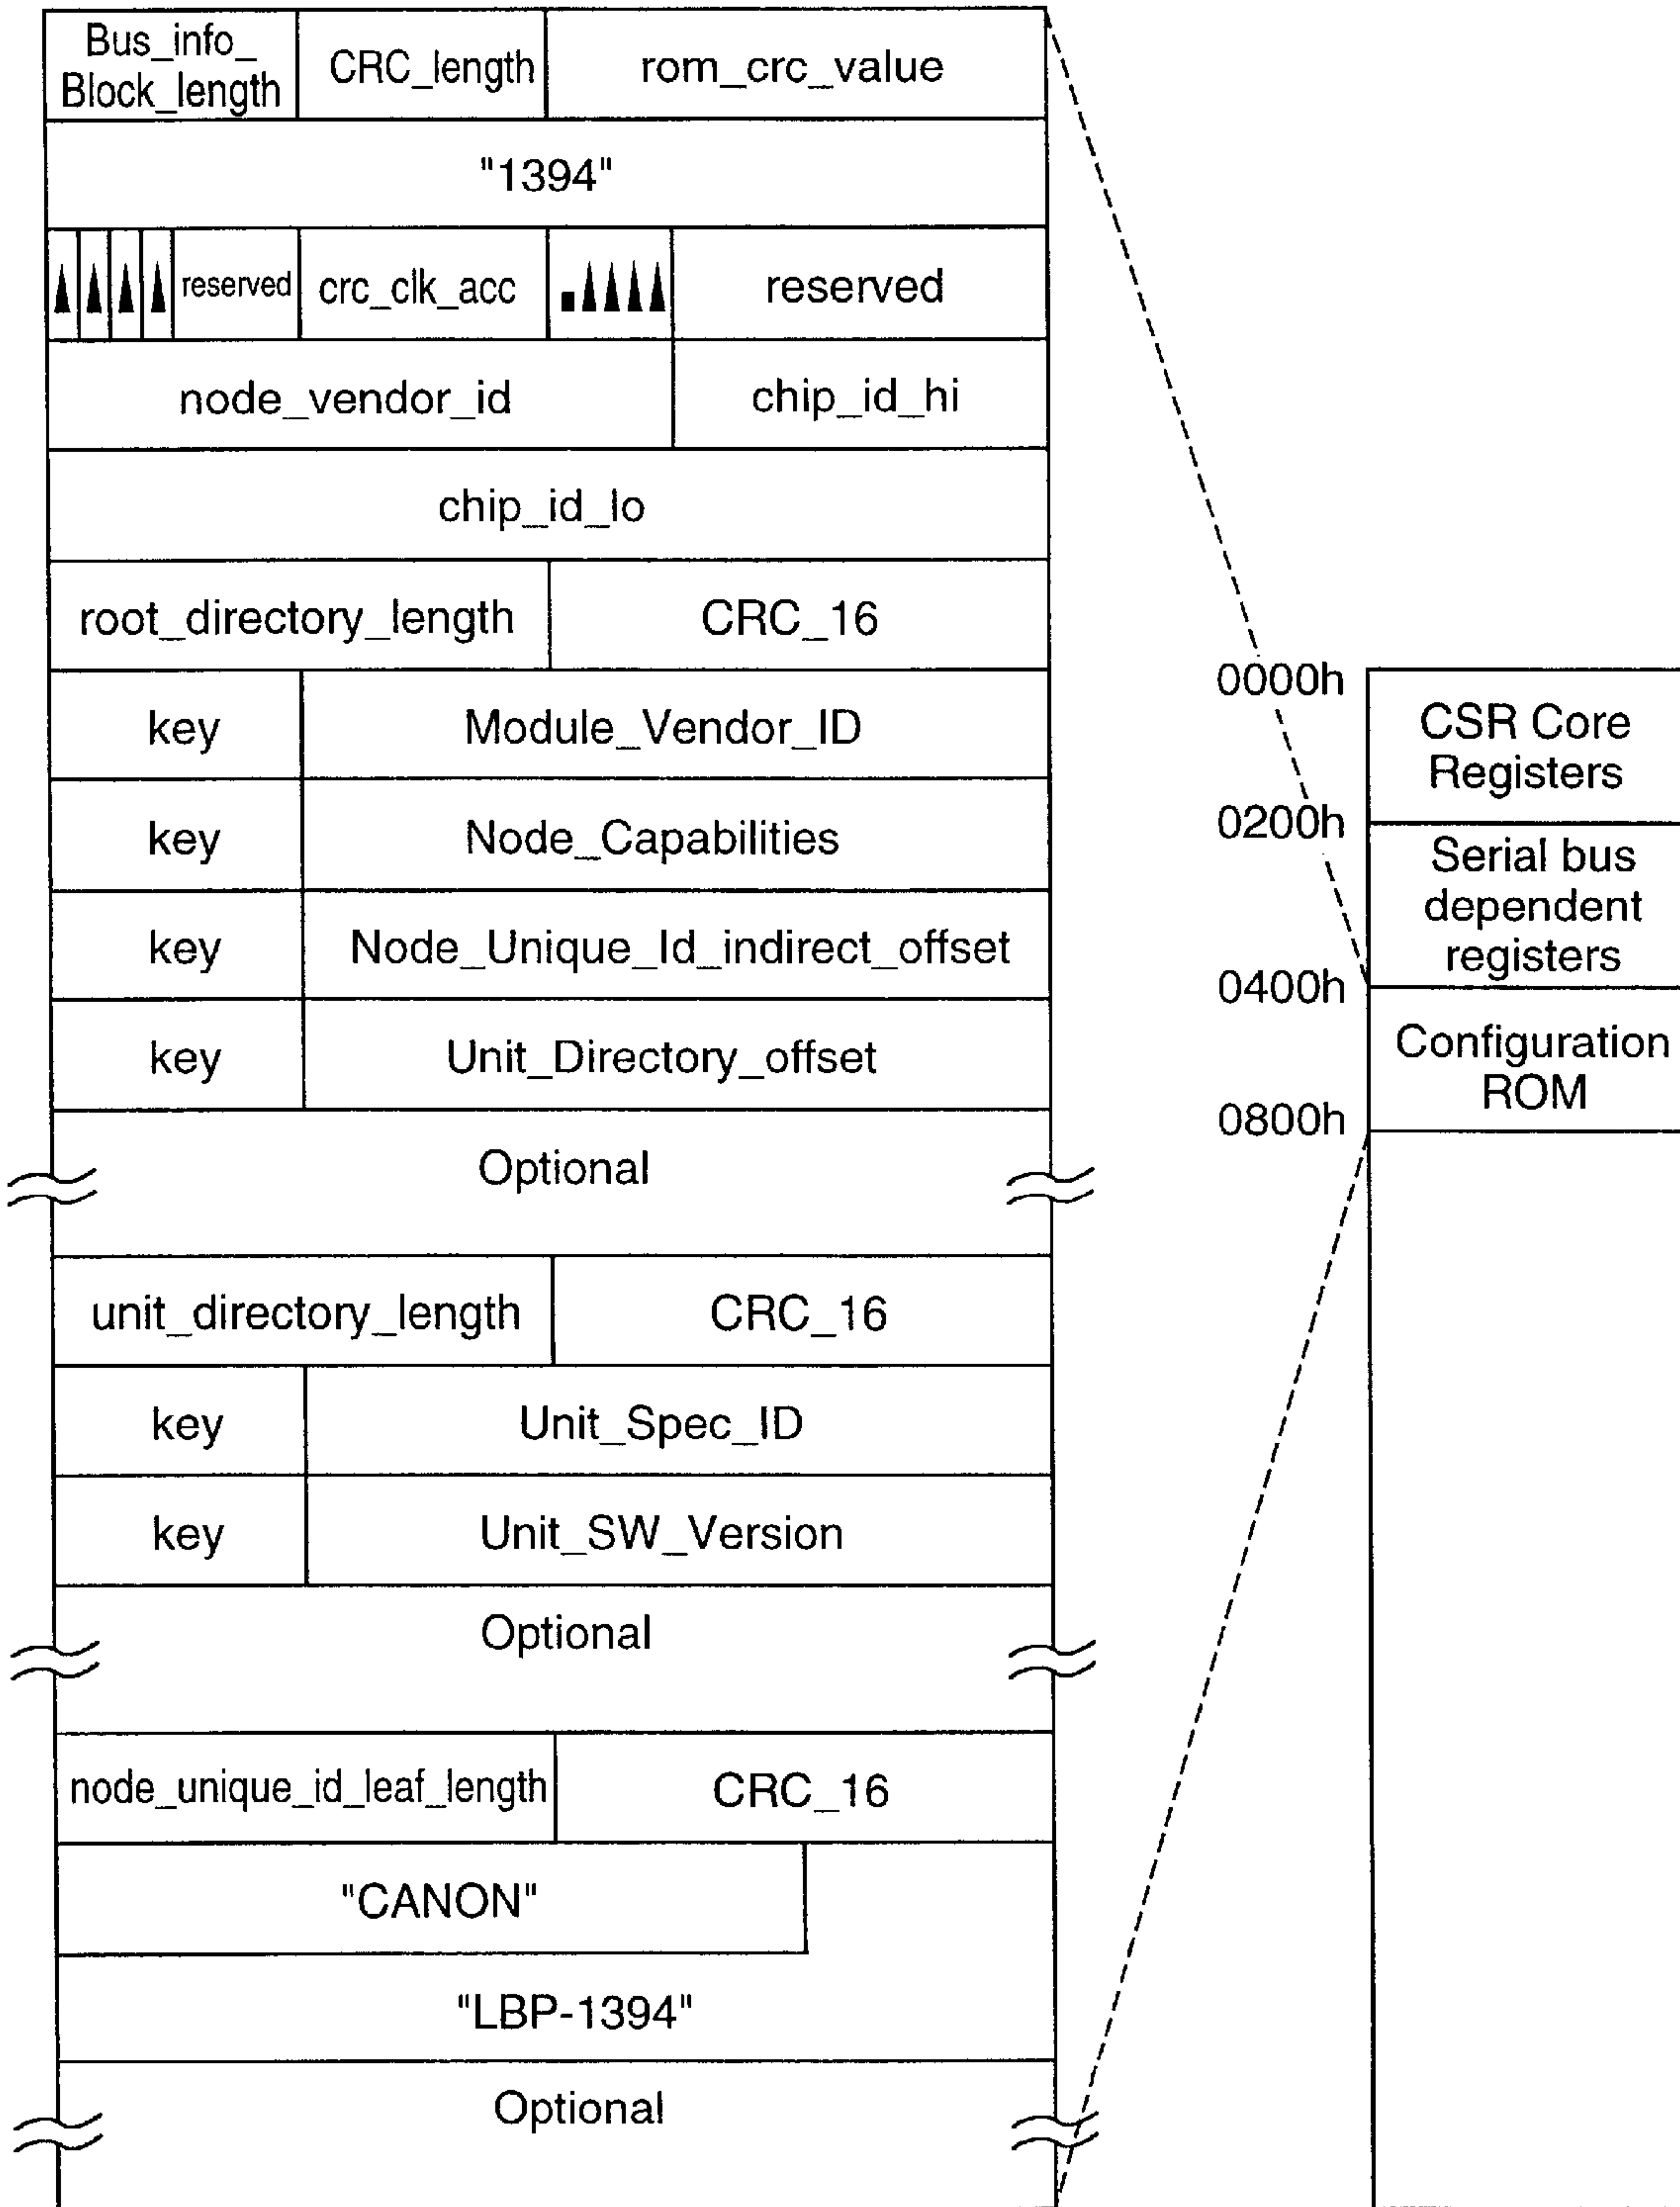 Bus_info_
Block_length
CRC_length
rom_crc_value
"1394"
reserved
crc_clk_acc
reserved
node_vendor_id
chip_id_hi
chip_id_lo
root_directory_length
CRC_16
key
Module_Vendor_ID
key
Node_Capabilities
key
Node_Unique_Id_indirect_offset
key
Unit_Directory_offset
Optional
unit_directory_length
CRC_16
key
Unit_Spec_ID
key
Unit_SW_Version
Optional
node_unique_id_leaf_length
CRC_16
"CANON"
"LBP-1394"
Optional
0000h
CSR Core
Registers
0200h
Serial bus
dependent
registers
0400h
Configuration
ROM
0800h